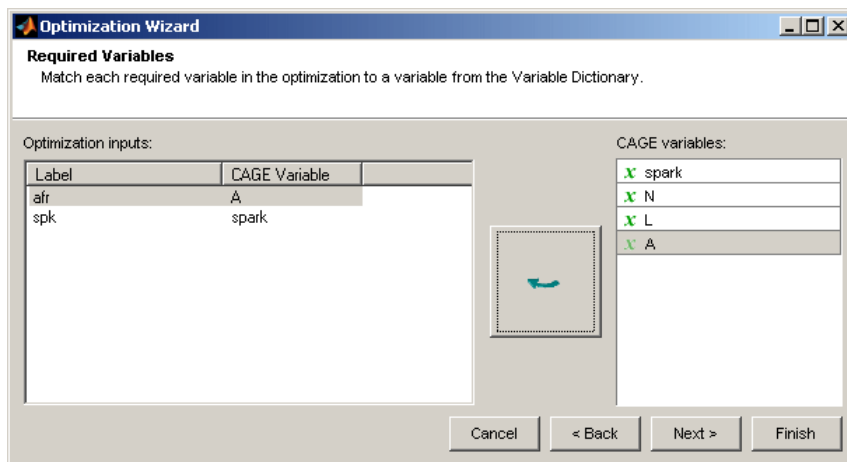 Optimization Wizard
Required Variables
Match each required variable in the optimization to a variable from the Variable Dictionary.
Optimization inputs:
CAGE variables:
Label CAGE Variable
afr A
spk spark
x spark
x N
x L
x A
Cancel < Back Next > Finish